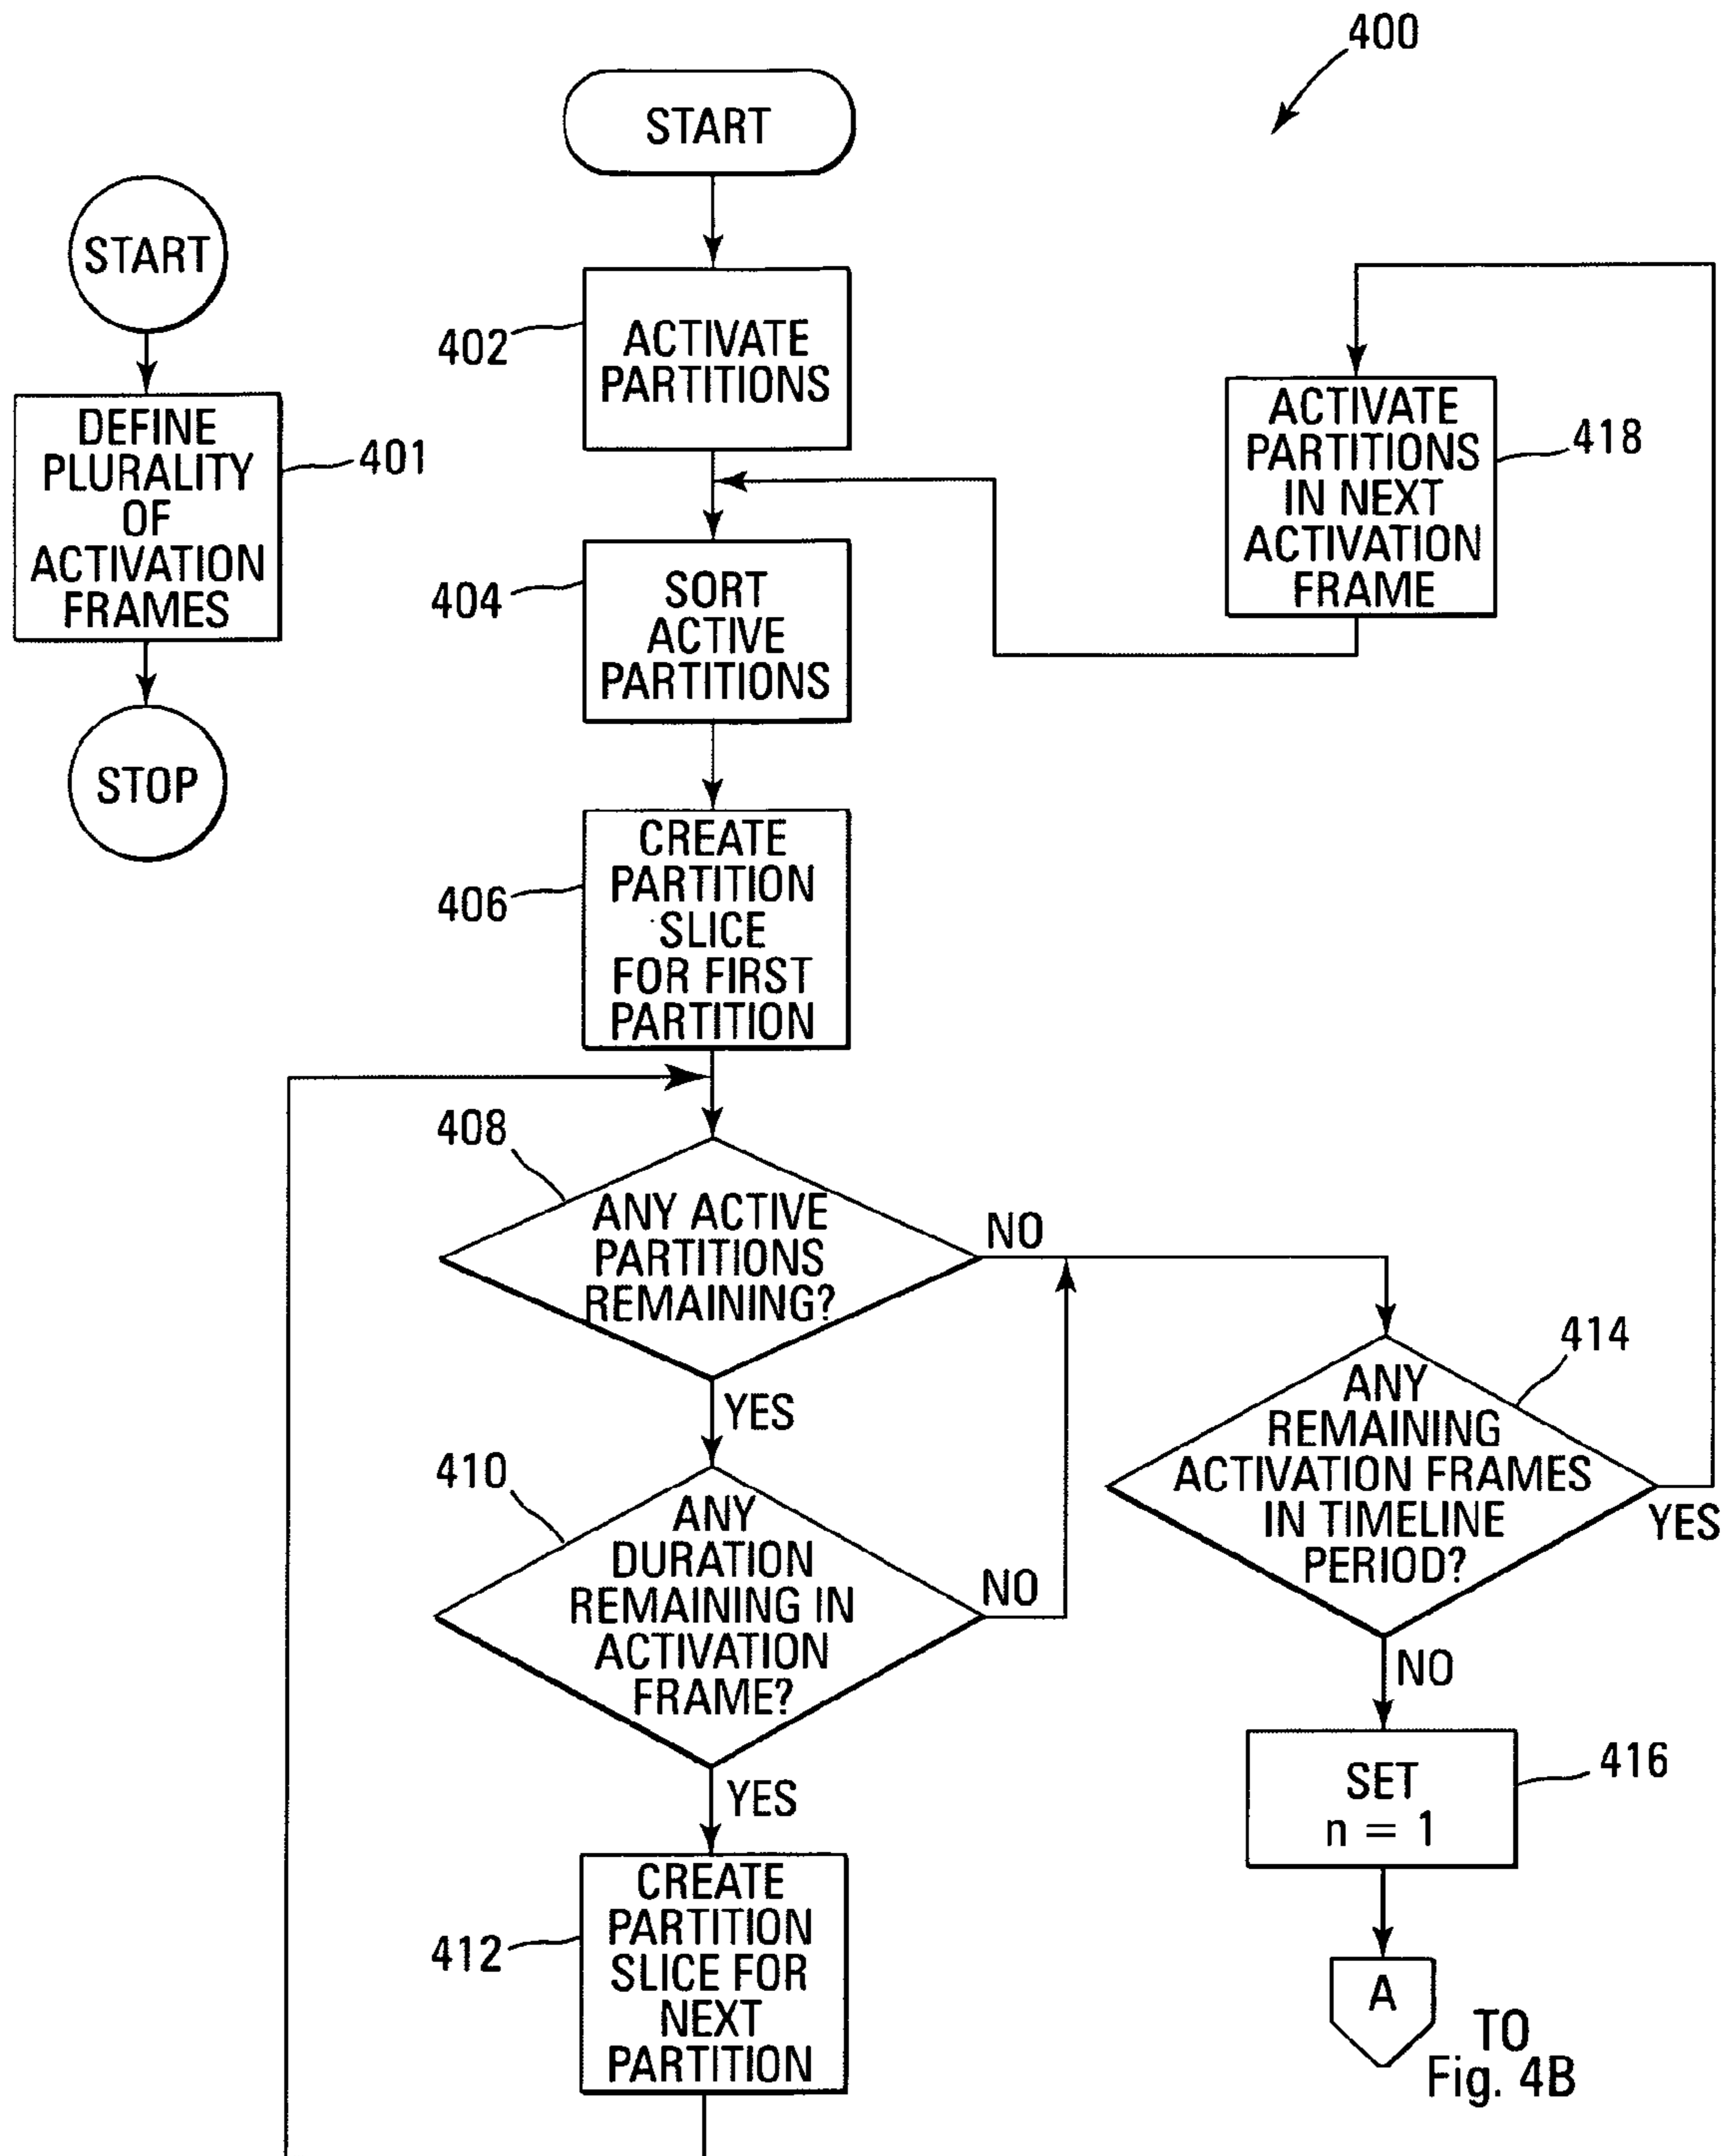 400
START
START
402
ACTIVATE
PARTITIONS
DEFINE
PLURALITY
OF
ACTIVATION
FRAMES
401
ACTIVATE
PARTITIONS
IN NEXT
ACTIVATION
FRAME
418
404
SORT
ACTIVE
PARTITIONS
STOP
406
CREATE
PARTITION
SLICE
FOR FIRST
PARTITION
408
ANY ACTIVE
PARTITIONS
REMAINING?
NO
YES
410
ANY
DURATION
REMAINING IN
ACTIVATION
FRAME?
NO
YES
414
ANY
REMAINING
ACTIVATION FRAMES
IN TIMELINE
PERIOD?
YES
NO
416
SET
n = 1
412
CREATE
PARTITION
SLICE FOR
NEXT
PARTITION
A
TO
Fig. 4B